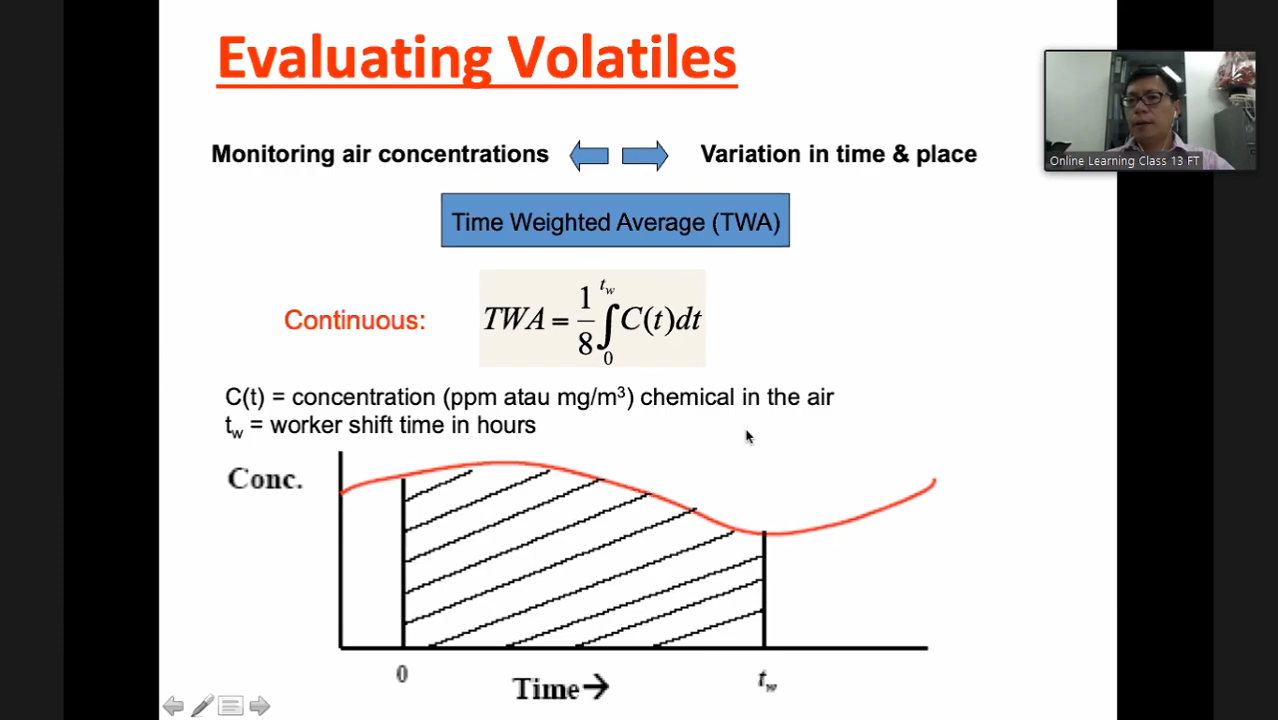 Evaluating Volatiles
Monitoring air concentrations
Variation in time & place
Online Learning Class 13 FT
Time Weighted Average (TWA)
Continuous:
TWA = 1/8 ∫₀^{t_w} C(t)dt
C(t) = concentration (ppm atau mg/m³) chemical in the air
t_w = worker shift time in hours
Conc.
0
Time→
t_w